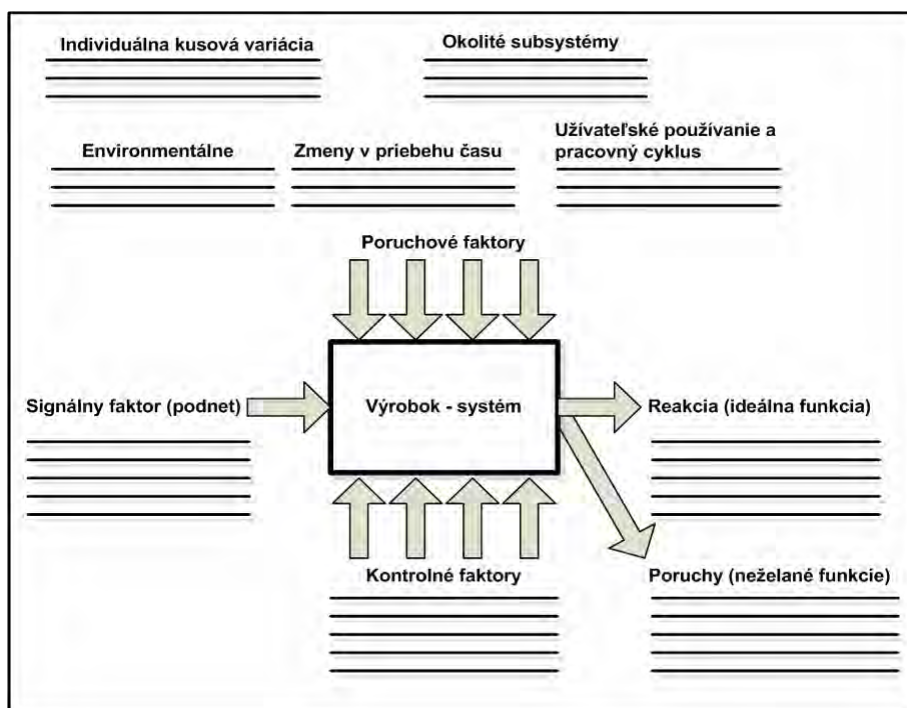 Individuálna kusová variácia
Okolité subsystémy
Environmentálne
Zmeny v priebehu času
Užívateľské používanie a
pracovný cyklus
Poruchové faktory
Signálny faktor (podnet)
Výrobok - systém
Reakcia (ideálna funkcia)
Kontrolné faktory
Poruchy (neželané funkcie)